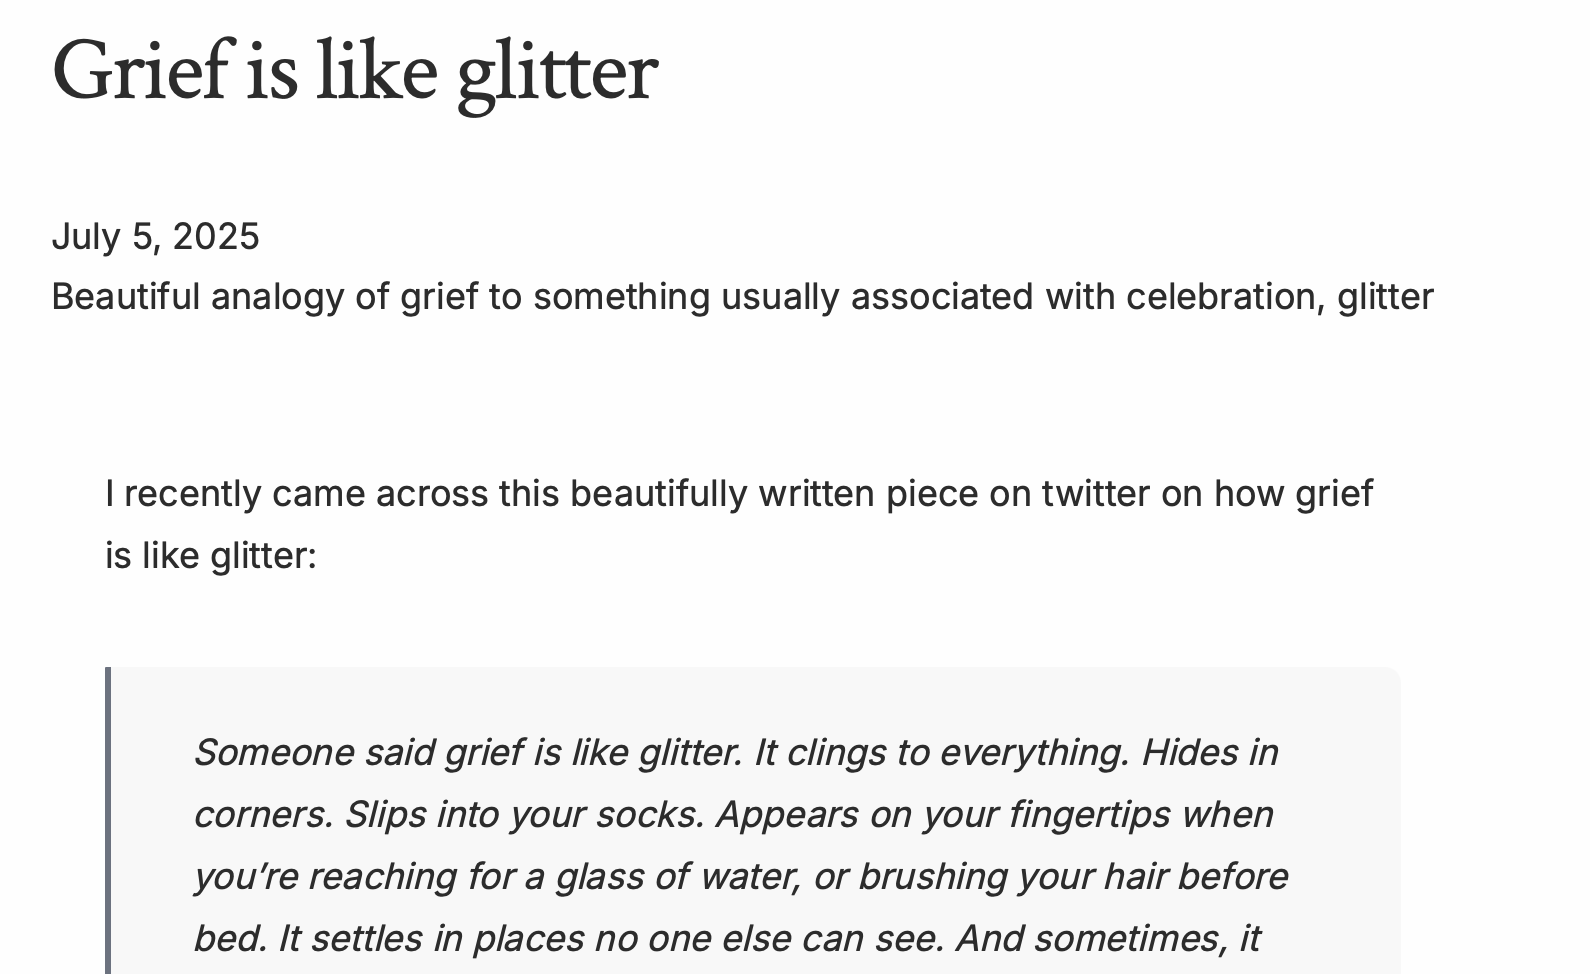 Grief is like glitter
July 5, 2025
Beautiful analogy of grief to something usually associated with celebration, glitter
I recently came across this beautifully written piece on twitter on how grief
is like glitter:
Someone said grief is like glitter. It clings to everything. Hides in
corners. Slips into your socks. Appears on your fingertips when
you’re reaching for a glass of water, or brushing your hair before
bed. It settles in places no one else can see. And sometimes, it